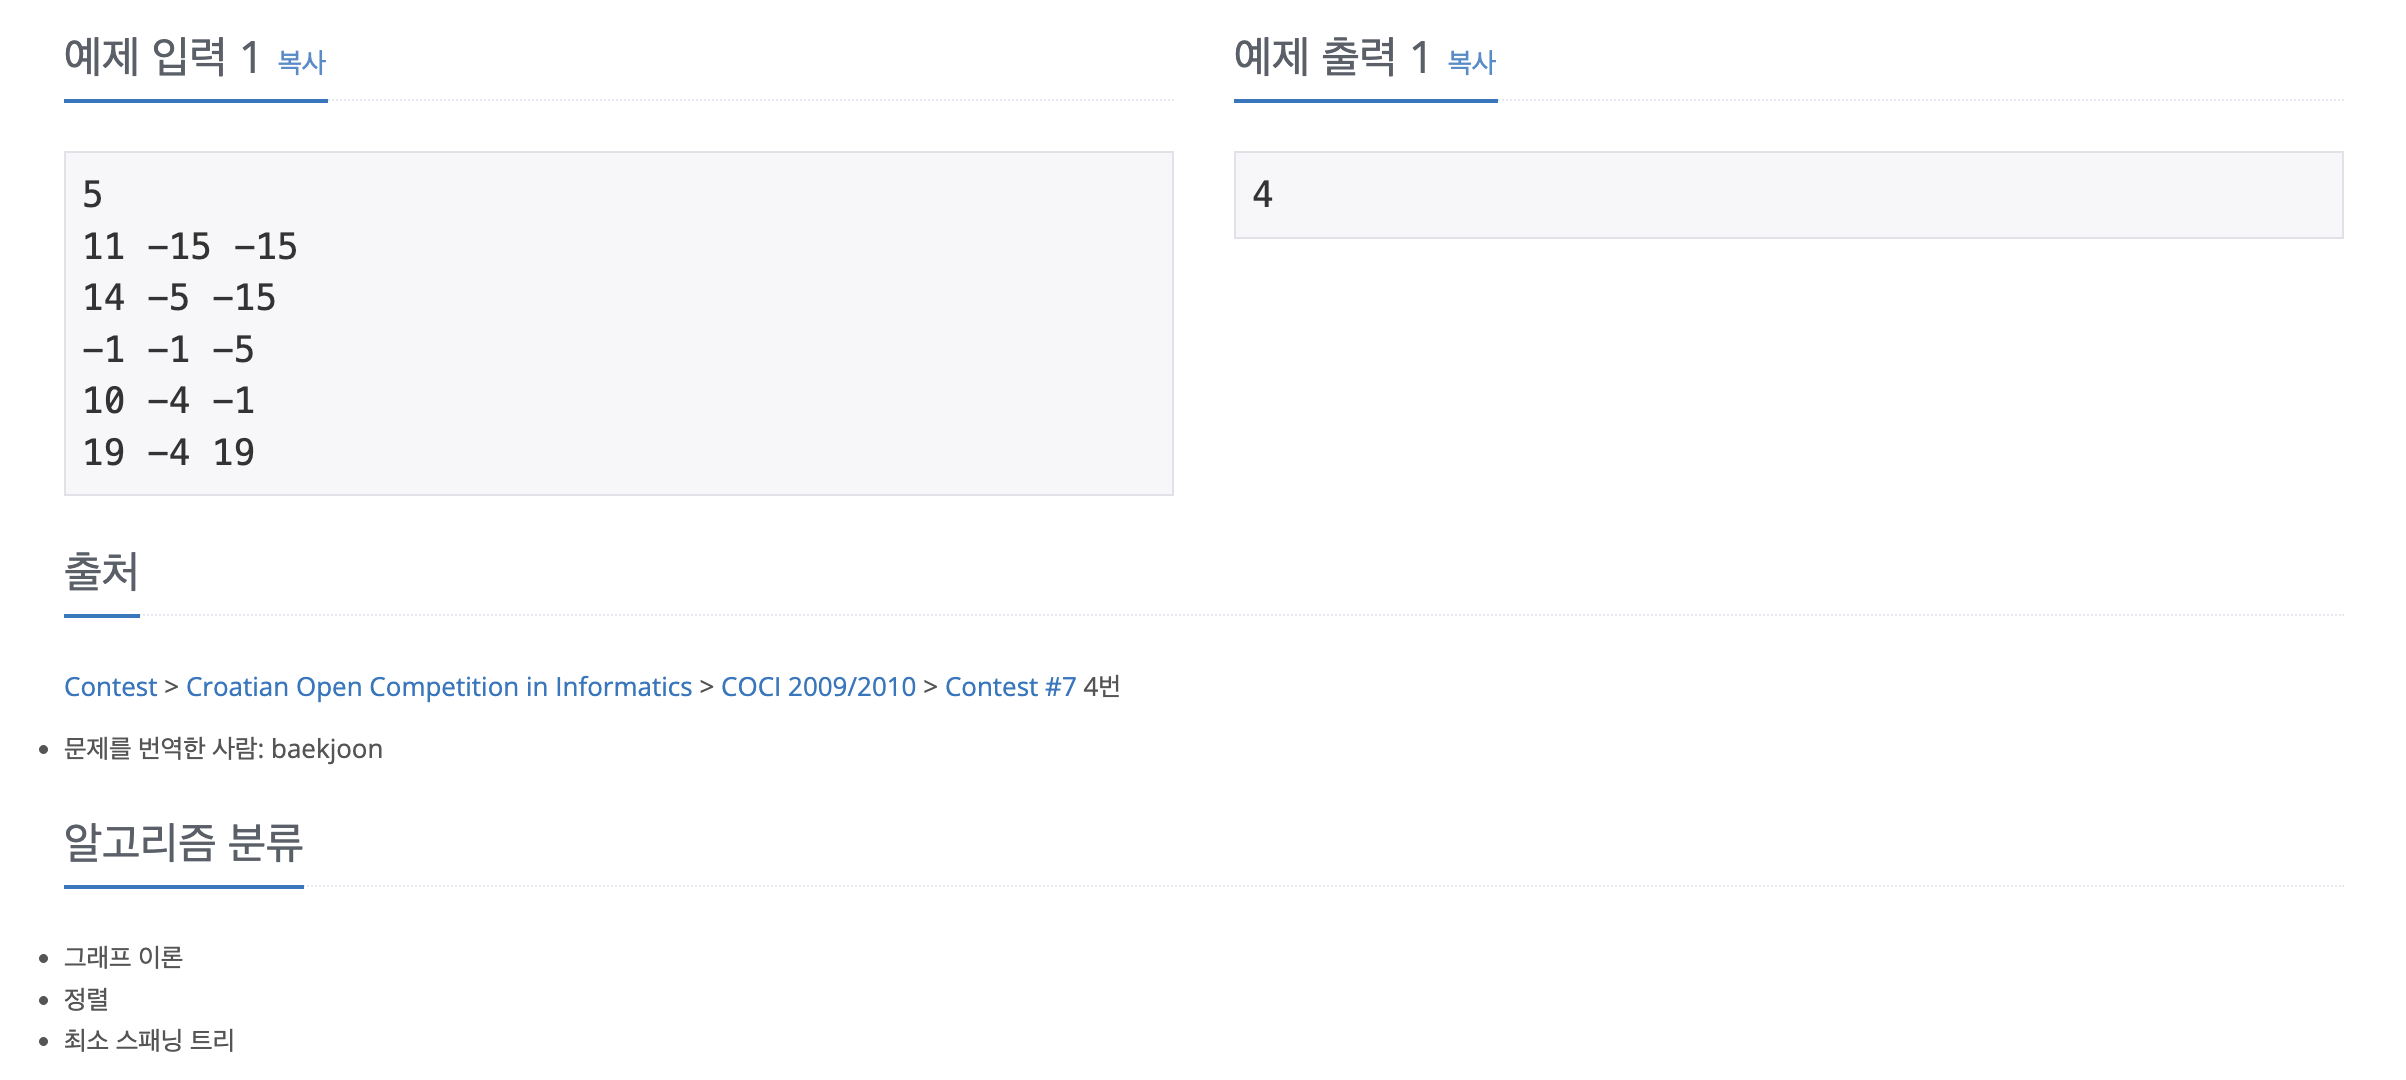 예제 입력 1 복사
5
11 -15 -15
14 -5 -15
-1 -1 -5
10 -4 -1
19 -4 19
예제 출력 1 복사
4
출처
Contest > Croatian Open Competition in Informatics > COCI 2009/2010 > Contest #7 4번
• 문제를 번역한 사람: baekjoon
알고리즘 분류
• 그래프 이론
• 정렬
• 최소 스패닝 트리